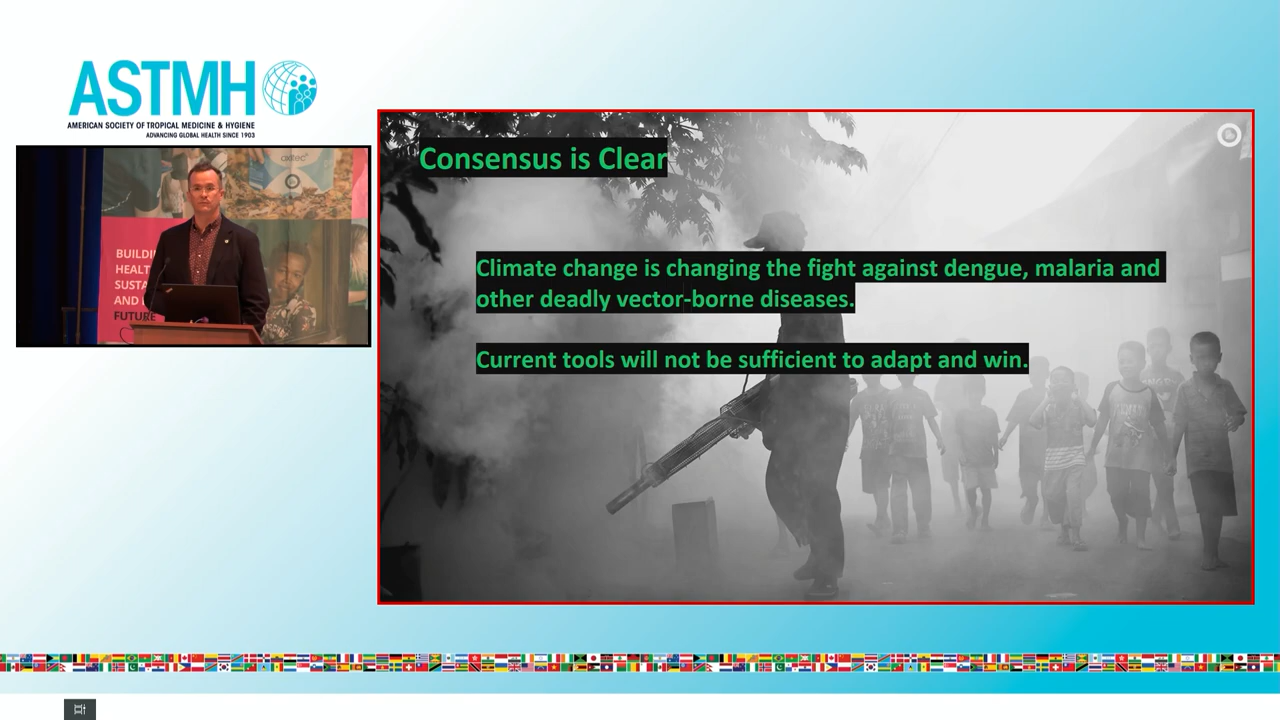 ASTMH
AMERICAN SOCIETY OF TROPICAL MEDICINE & HYGIENE
ADVANCING GLOBAL HEALTH SINCE 1903
oxitec
BUILDI
HEALT
SUSTA
AND
FUTURE
Consensus is Clear
Climate change is changing the fight against dengue, malaria and
other deadly vector-borne diseases.
Current tools will not be sufficient to adapt and win.